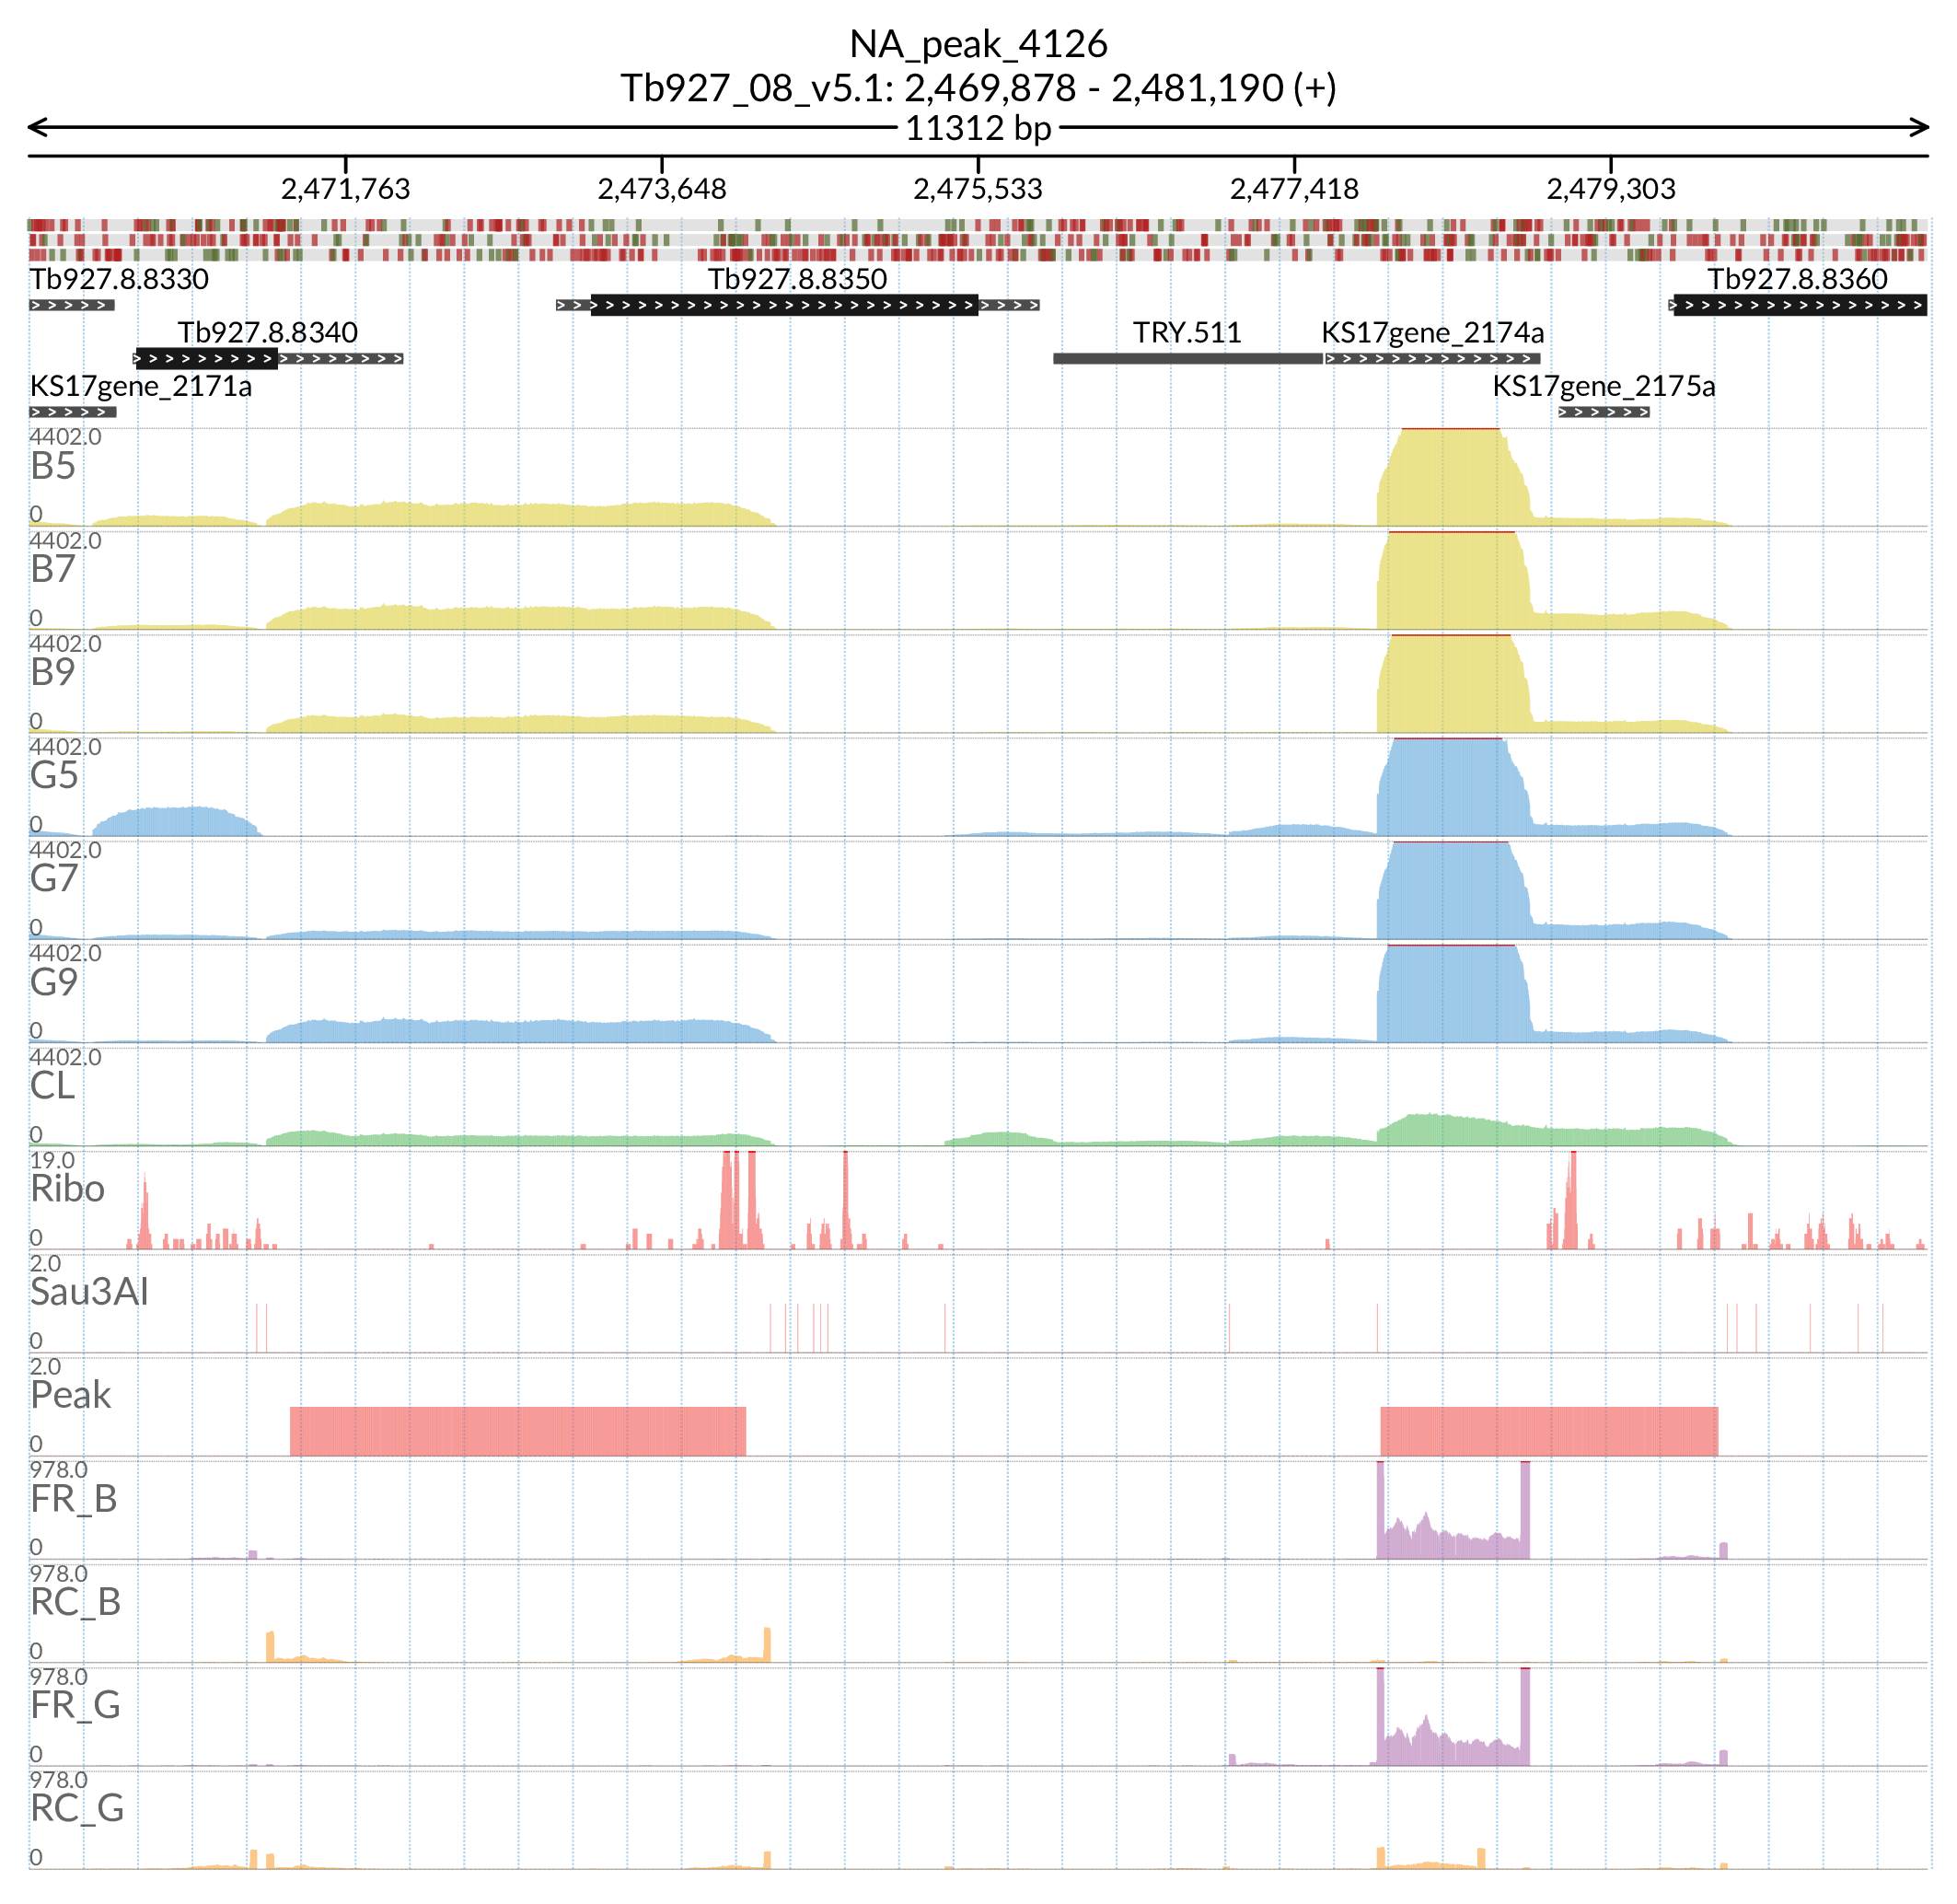 NA_peak_4126
Tb927_08_v5.1: 2,469,878 - 2,481,190 (+)
11312 bp
2,471,763 2,473,648 2,475,533 2,477,418 2,479,303
Tb927.8.8330 Tb927.8.8350 Tb927.8.8360
Tb927.8.8340 TRY.511 KS17gene_2174a
KS17gene_2171a KS17gene_2175a
4402.0
B5
0
4402.0
B7
0
4402.0
B9
0
4402.0
G5
0
4402.0
G7
0
4402.0
G9
0
4402.0
CL
0
19.0
Ribo
0
2.0
Sau3AI
0
2.0
Peak
0
978.0
FR_B
0
978.0
RC_B
0
978.0
FR_G
0
978.0
RC_G
0